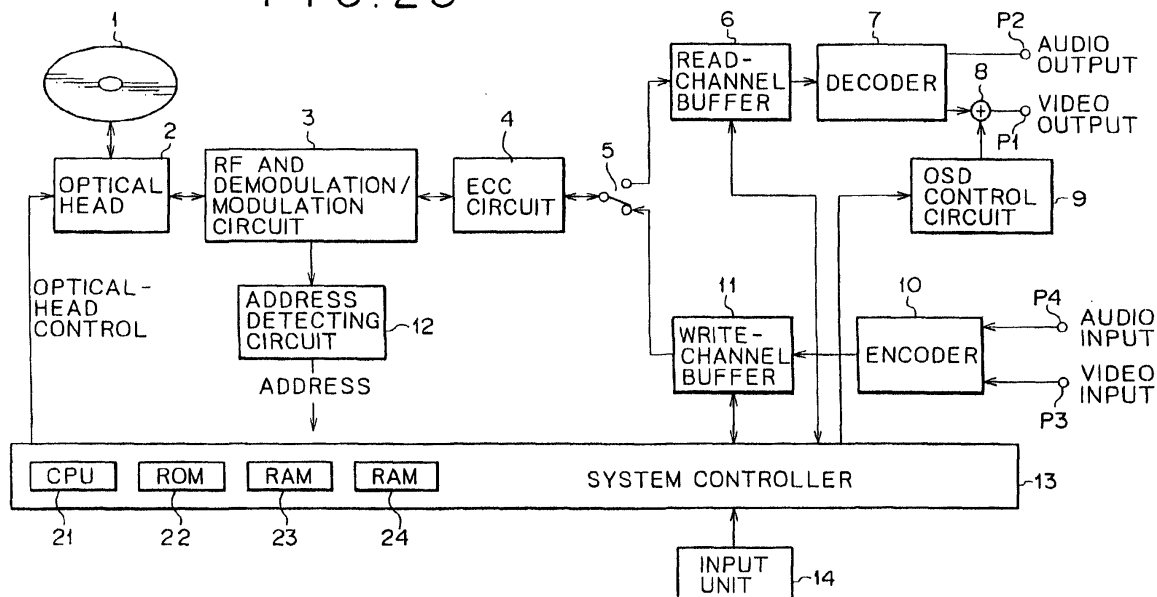 FIG.25
1
2
OPTICAL
HEAD
3
RF AND
DEMODULATION/
MODULATION
CIRCUIT
4
ECC
CIRCUIT
5
6
READ-
CHANNEL
BUFFER
7
DECODER
8
P2
AUDIO
OUTPUT
VIDEO
OUTPUT
P1
OSD
CONTROL
CIRCUIT
9
OPTICAL-
HEAD
CONTROL
ADDRESS
DETECTING
CIRCUIT
12
ADDRESS
11
WRITE-
CHANNEL
BUFFER
10
ENCODER
P4
AUDIO
INPUT
VIDEO
INPUT
P3
CPU
ROM
RAM
RAM
SYSTEM CONTROLLER
13
21
22
23
24
INPUT
UNIT
14